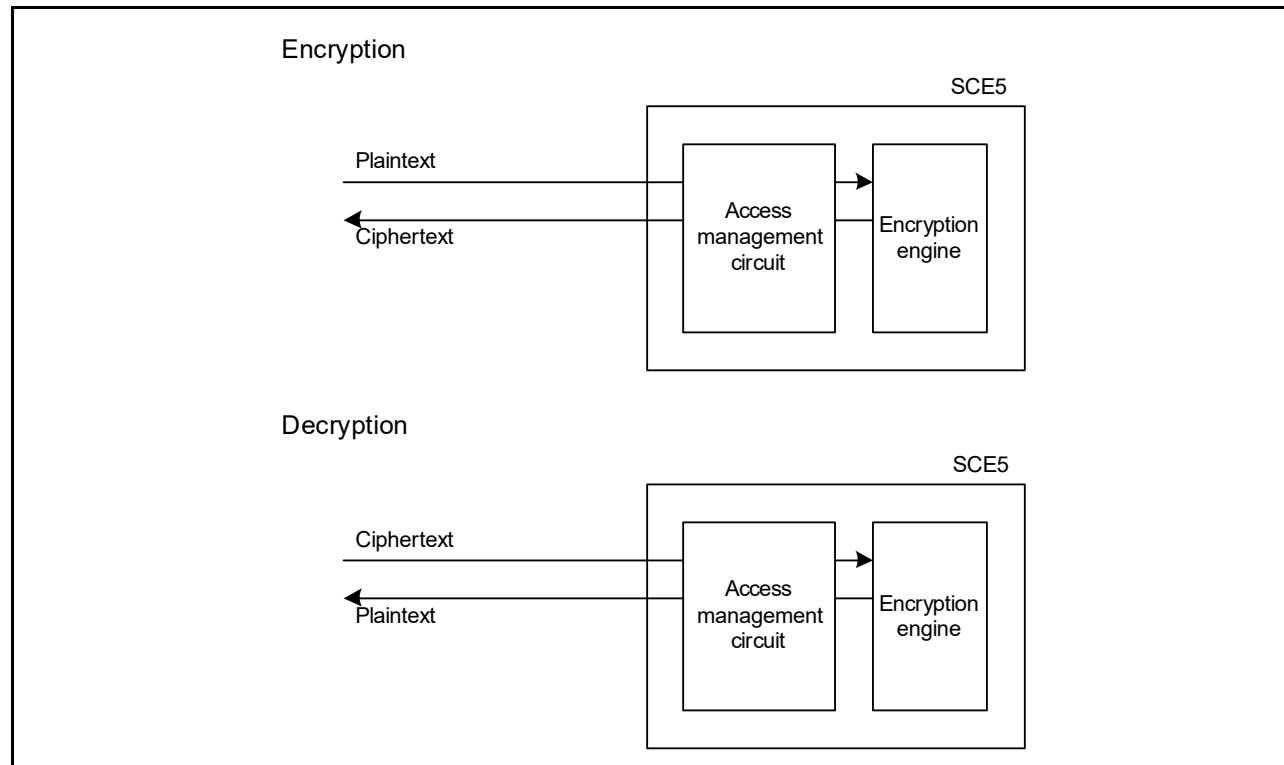 Encryption
SCE5
Plaintext
Ciphertext
Access
management
circuit
Encryption
engine
Decryption
SCE5
Ciphertext
Plaintext
Access
management
circuit
Encryption
engine